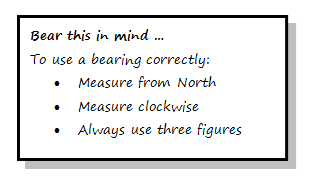 Bear this in mind ...
To use a bearing correctly:
• Measure from North
• Measure clockwise
• Always use three figures